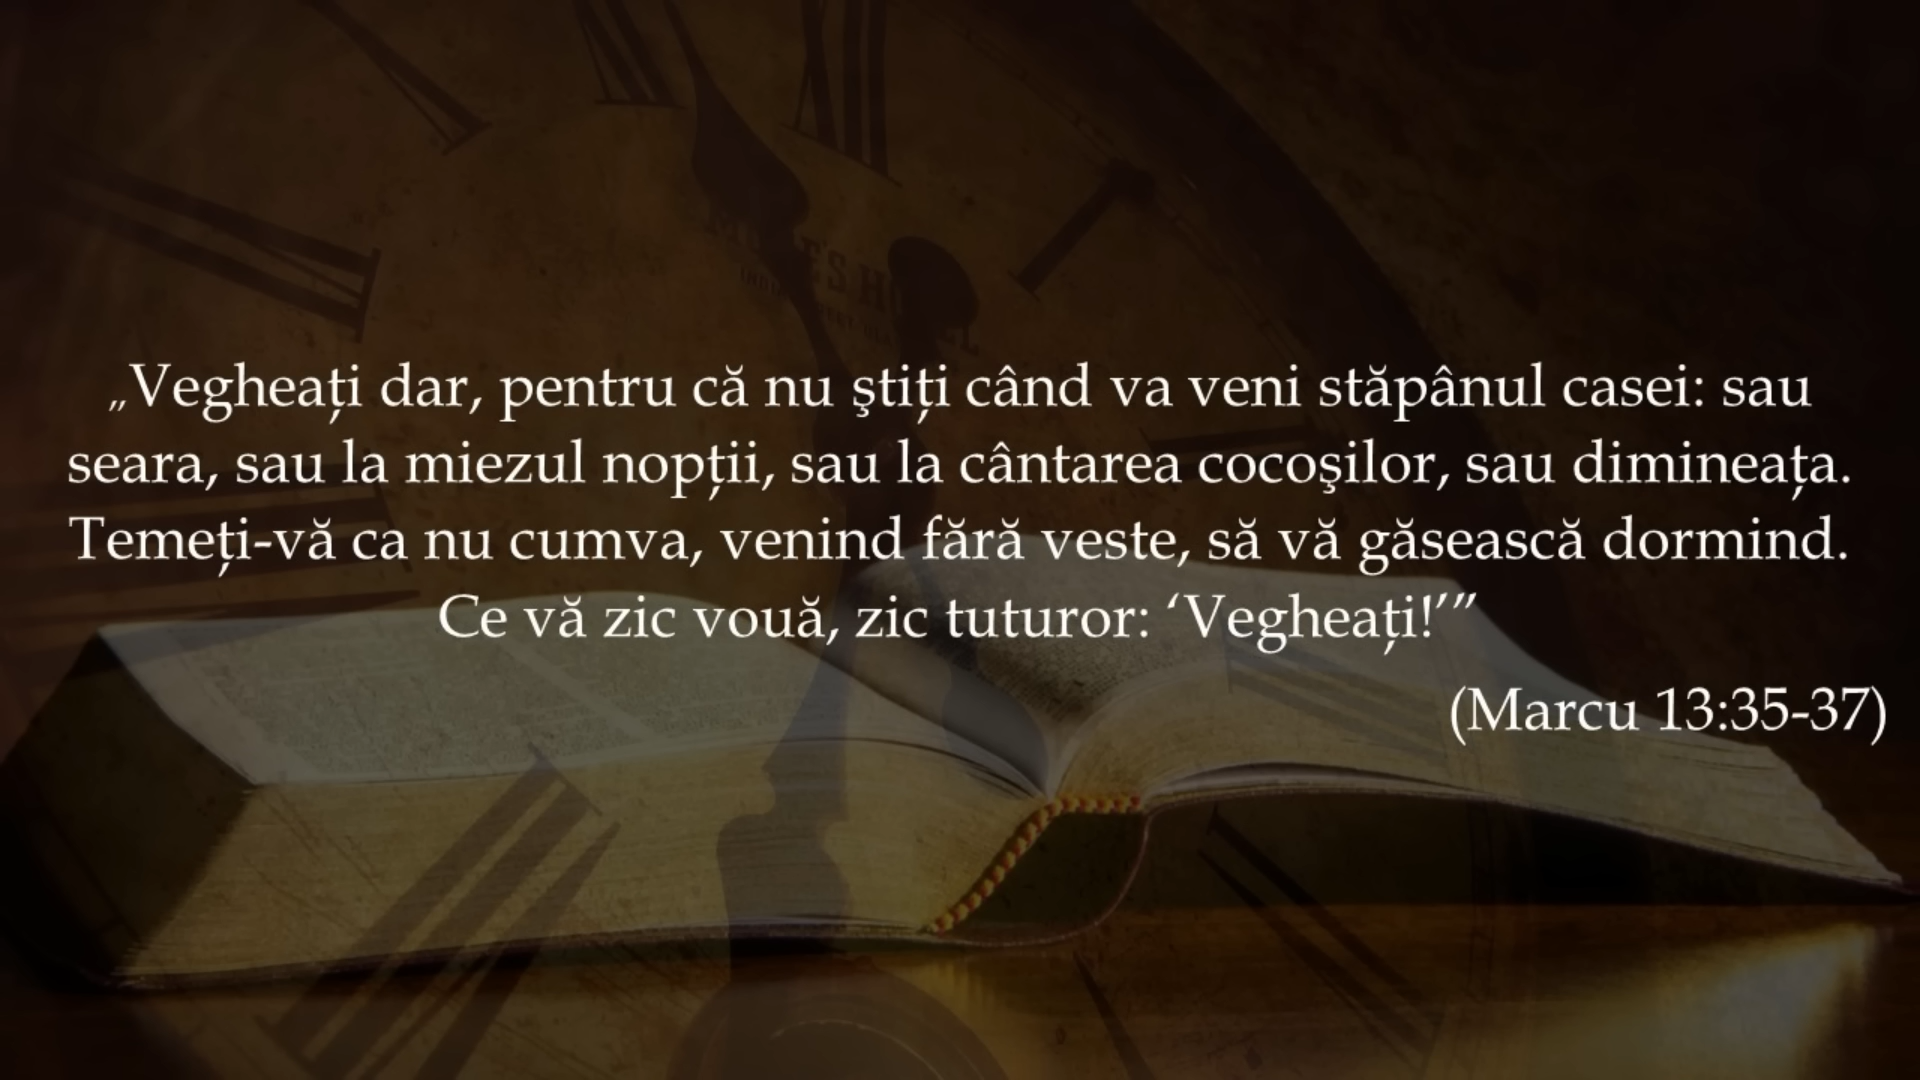 „Vegheați dar, pentru că nu ştiți când va veni stăpânul casei: sau
seara, sau la miezul nopții, sau la cântarea cocoşilor, sau dimineața.
Temeți-vă ca nu cumva, venind fără veste, să vă găsească dormind.
Ce vă zic vouă, zic tuturor: ‘Vegheați!’”
(Marcu 13:35-37)